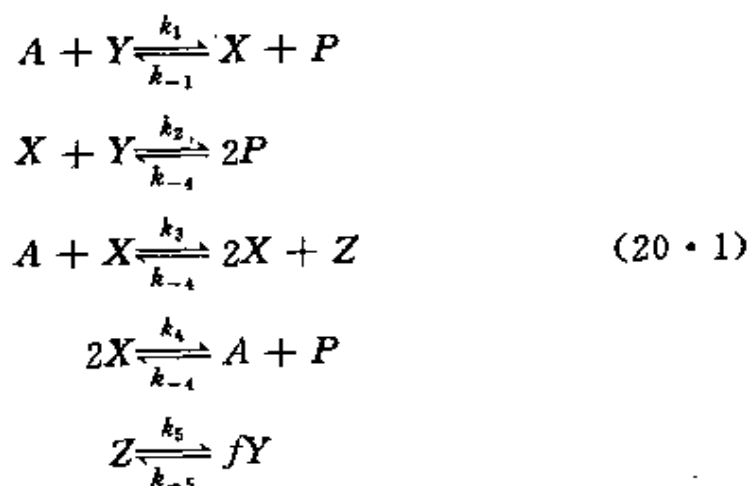 A + Y ⇌ X + P (k₁, k₋₁)
X + Y ⇌ 2P (k₂, k₋₄)
A + X ⇌ 2X + Z (k₃, k₋₄) (20・1)
2X ⇌ A + P (k₄, k₋₄)
Z ⇌ fY (k₅, k₋₅)